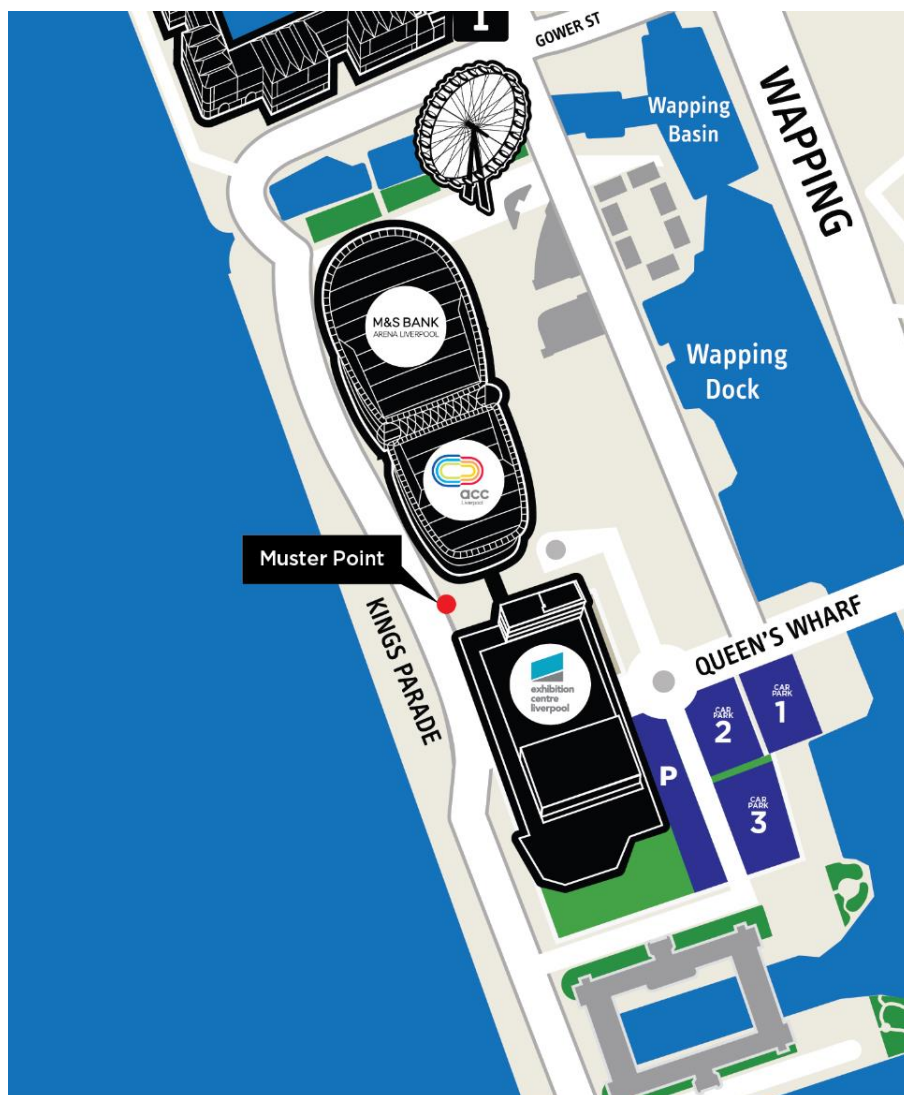 GOWER ST
Wapping
Basin
WAPPING
M&S BANK
ARENA LIVERPOOL
Wapping
Dock
acc
Liverpool
Muster Point
KINGS PARADE
QUEEN'S WHARF
exhibition
centre
liverpool
CAR
PARK
1
CAR
PARK
2
P
CAR
PARK
3